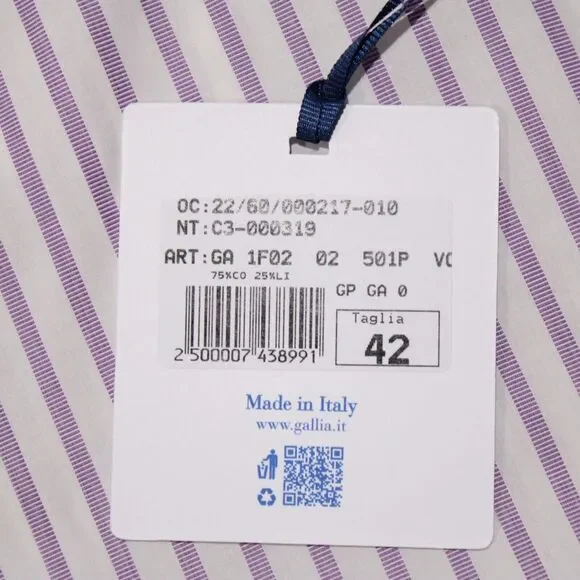 OC:22/60/000217-010
NT:C3-000319
ART:GA 1F02 02 501P VC
75%CO 25%LI
GP GA 0
Taglia
42
2 500007 438991
Made in Italy
www.gallia.it